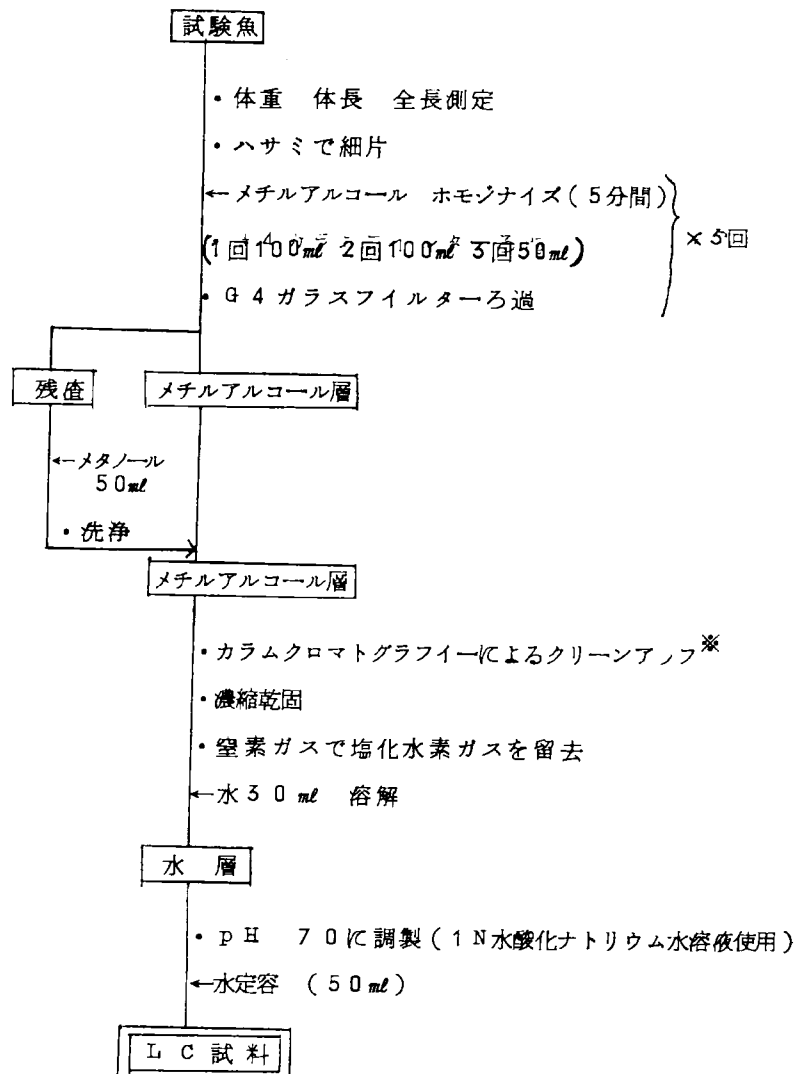 試験魚
・体重 体長 全長測定
・ハサミで細片
←メチルアルコール ホモジナイズ(5分間)
(1回100ml 2回100ml 3回50ml)
×5回
・G4ガラスフイルターろ過
残渣
メチルアルコール層
←メタノール
50ml
・洗浄
メチルアルコール層
・カラムクロマトグラフイーによるクリーンアップ※
・濃縮乾固
・窒素ガスで塩化水素ガスを留去
←水30ml 溶解
水 層
・pH 70に調製(1N水酸化ナトリウム水溶液使用)
←水定容 (50ml)
LC試料